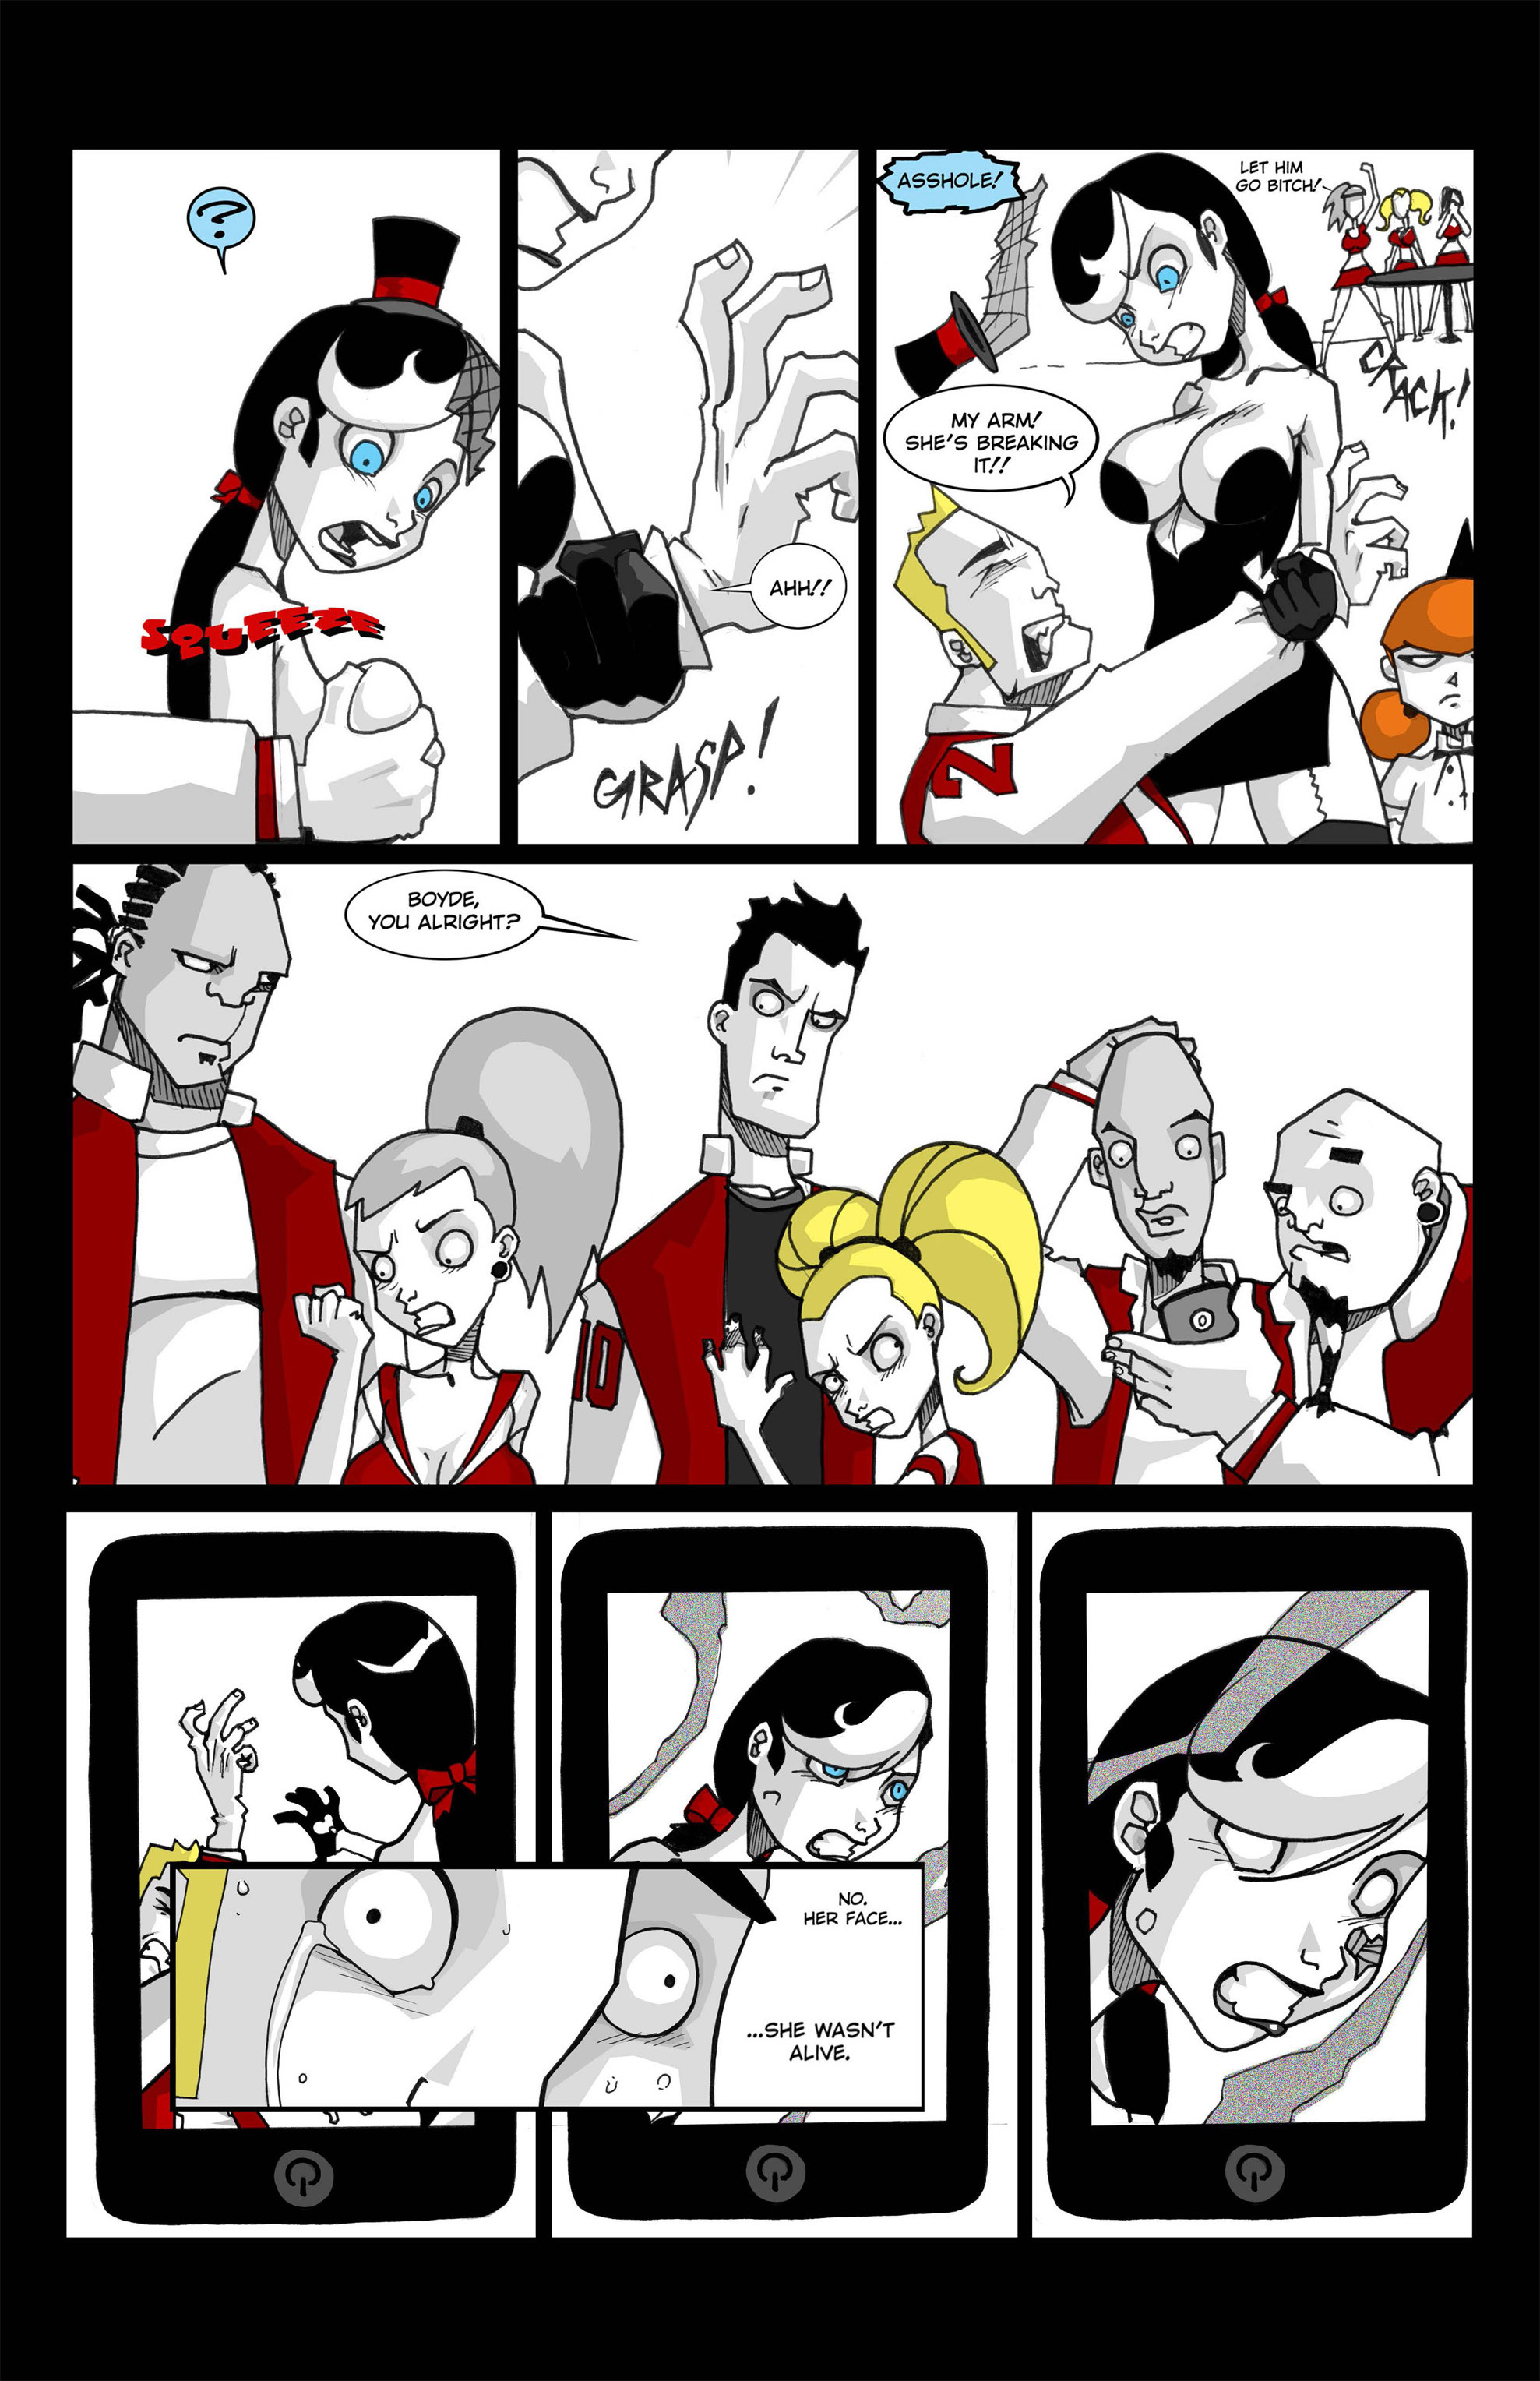 ?
SQUEEZE
AHH!!
GRASP!
ASSHOLE!
LET HIM
GO BITCH!
CRACK!
MY ARM!
SHE'S BREAKING
IT!!
2
BOYDE,
YOU ALRIGHT?
10
NO.
HER FACE...
...SHE WASN'T
ALIVE.